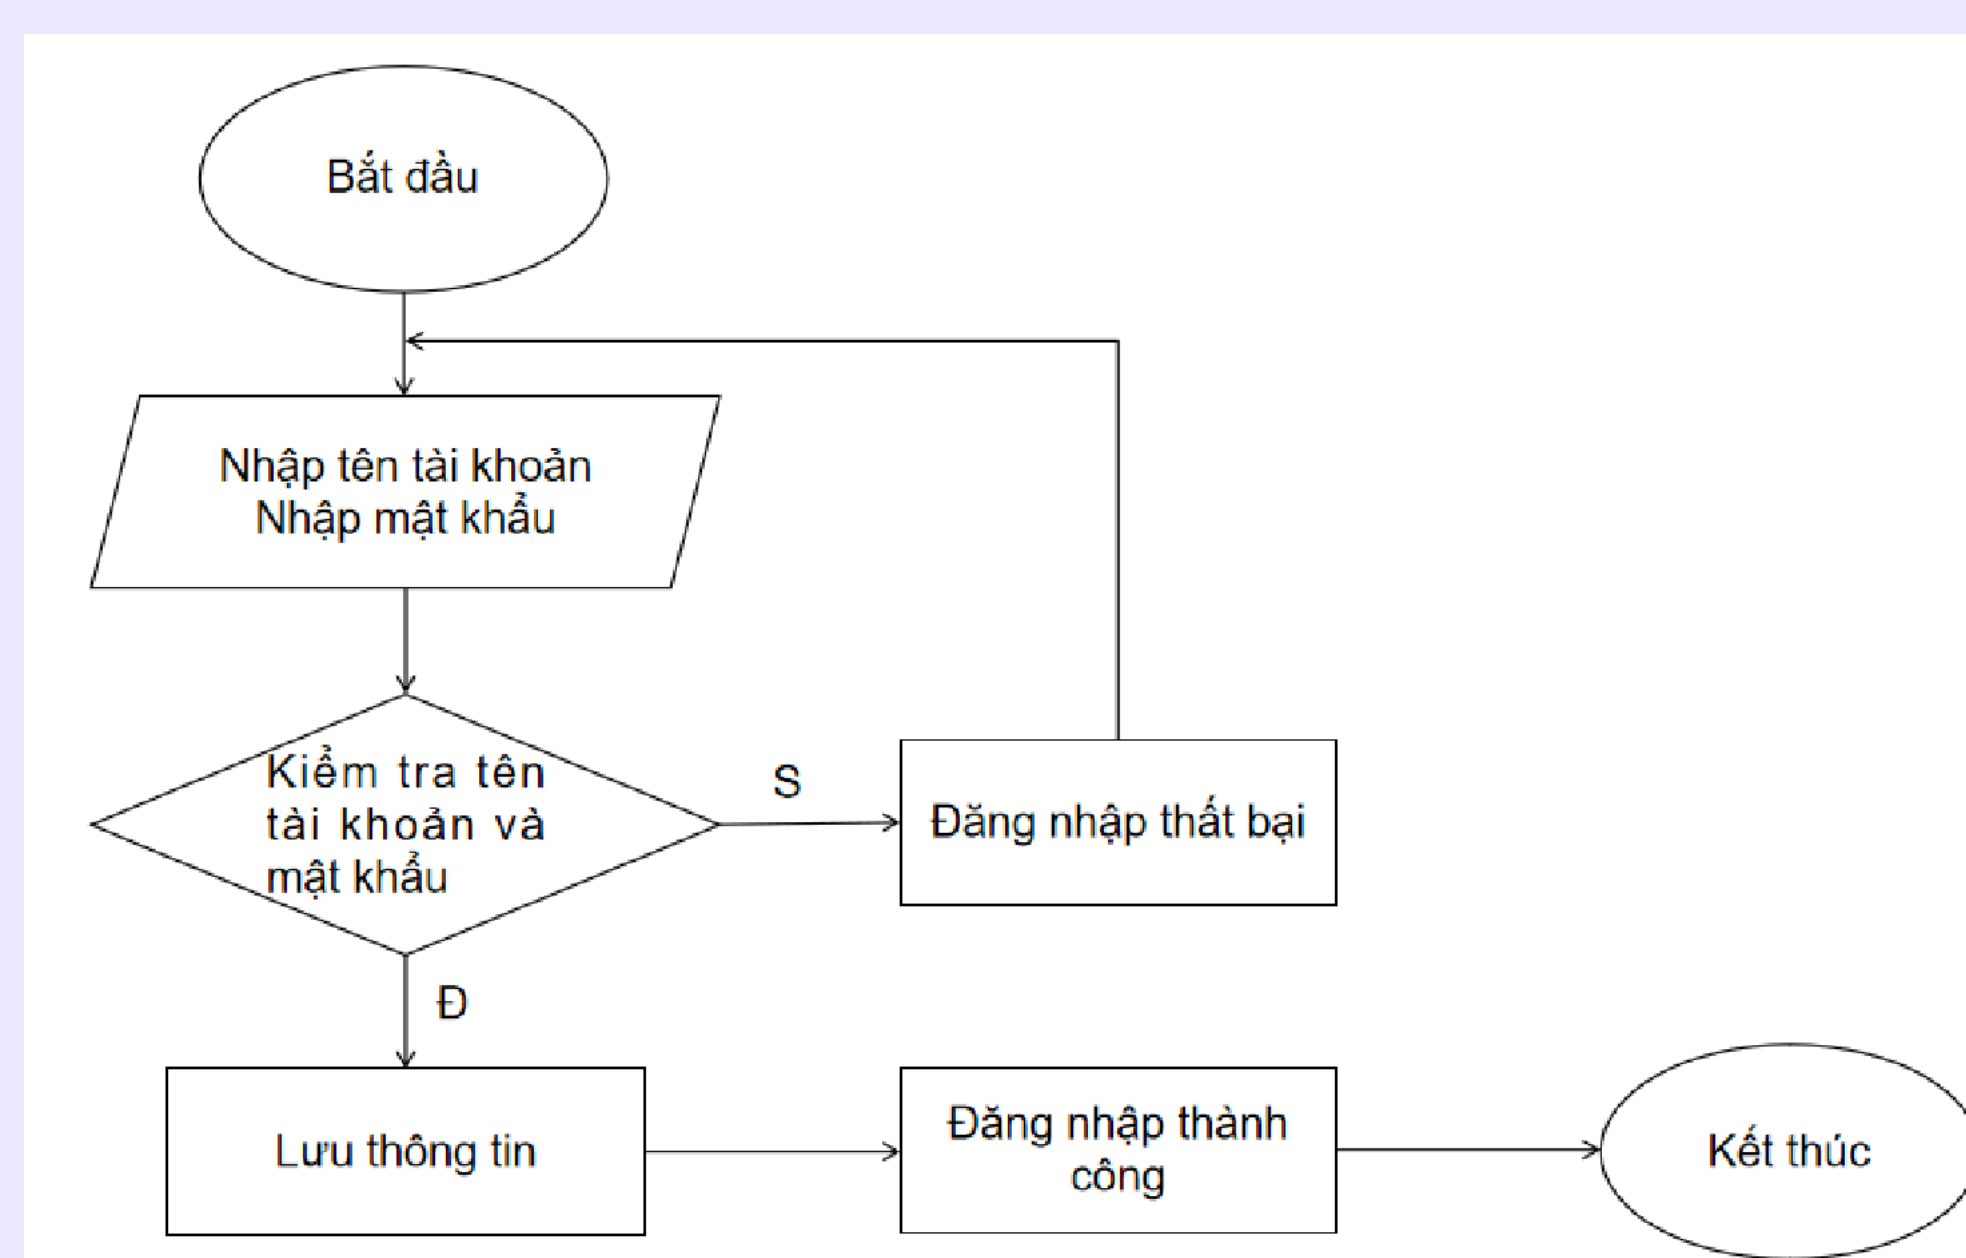 Bắt đầu
Nhập tên tài khoản
Nhập mật khẩu
Kiểm tra tên
tài khoản và
mật khẩu
S
Đăng nhập thất bại
Đ
Lưu thông tin
Đăng nhập thành
công
Kết thúc